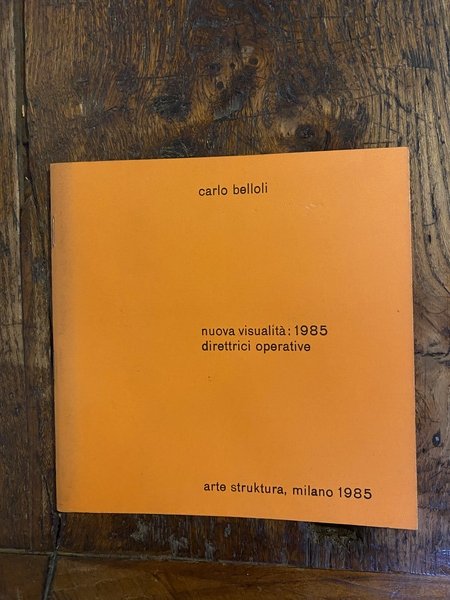 carlo belloli
nuova visualità: 1985
direttrici operative
arte struktura, milano 1985